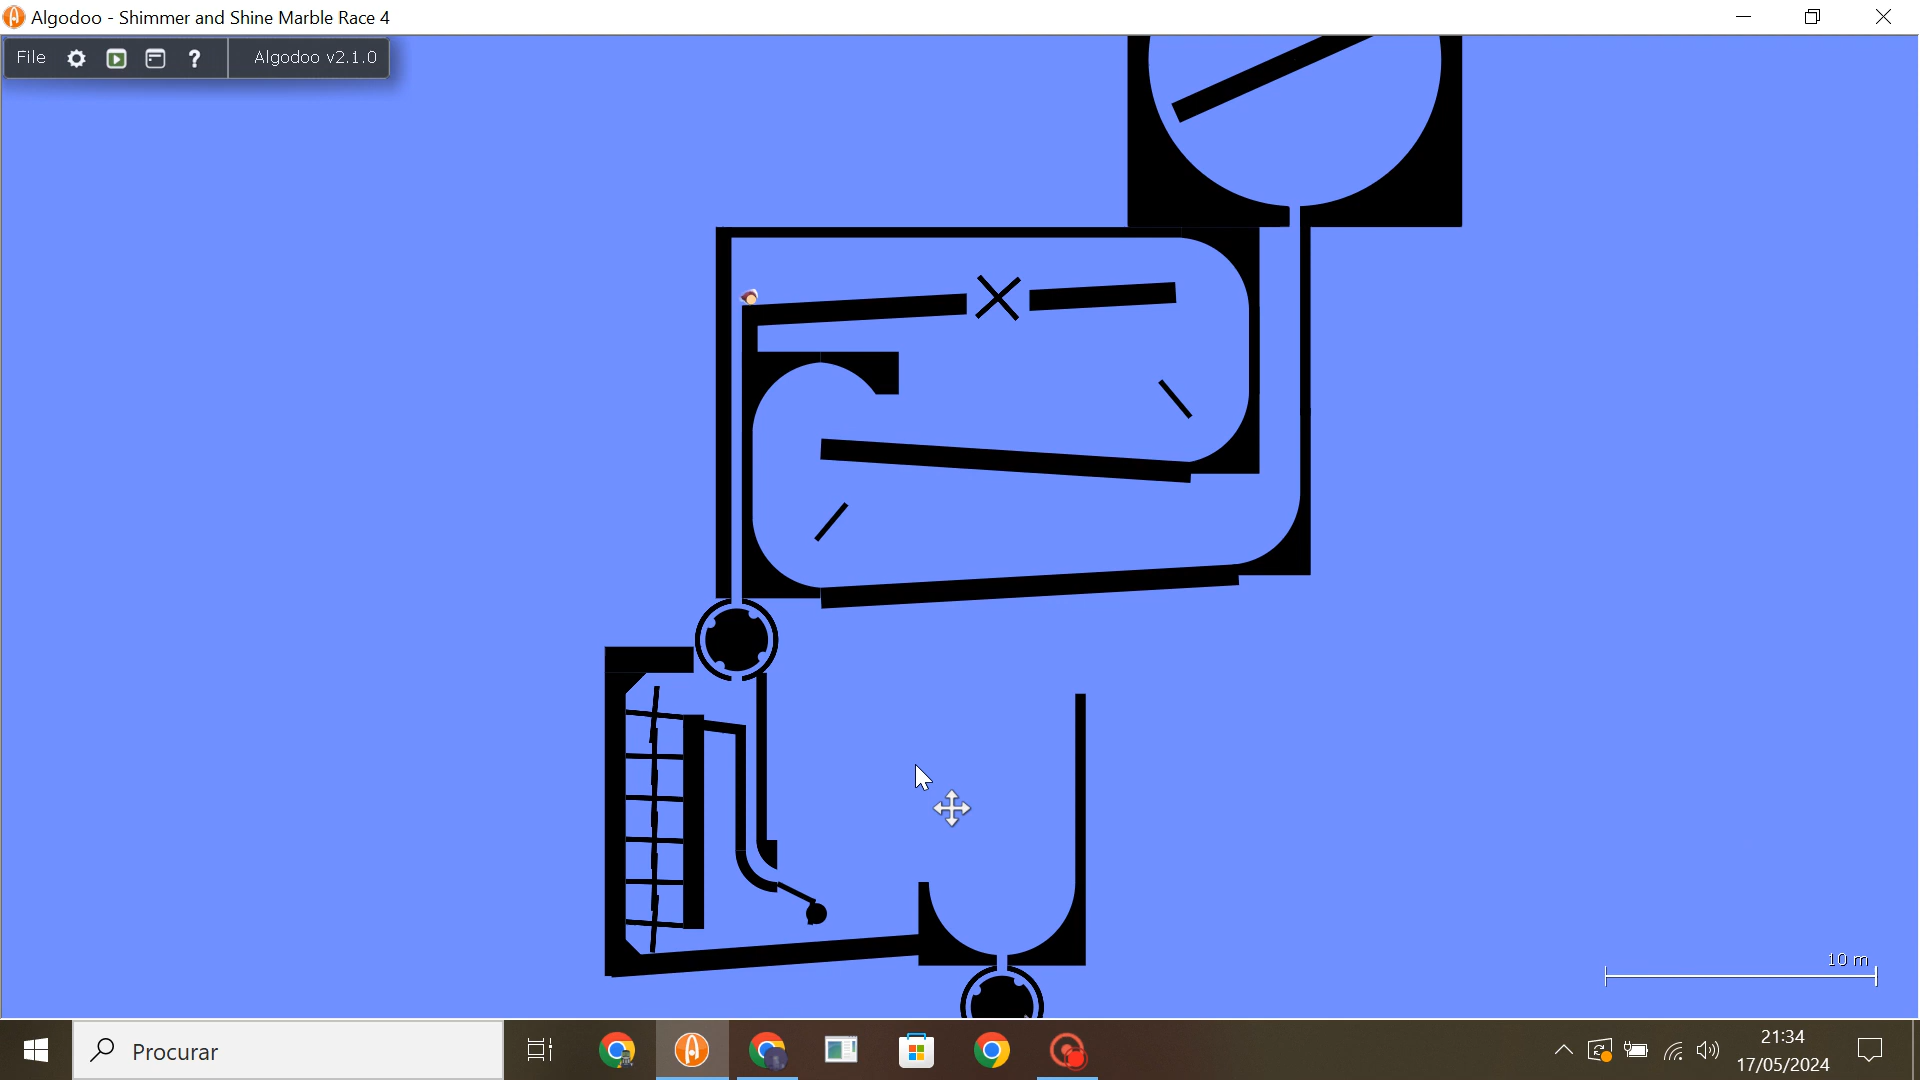 Algodoo - Shimmer and Shine Marble Race 4
File ? Algodoo v2.1.0
10 m
Procurar
21:34
17/05/2024